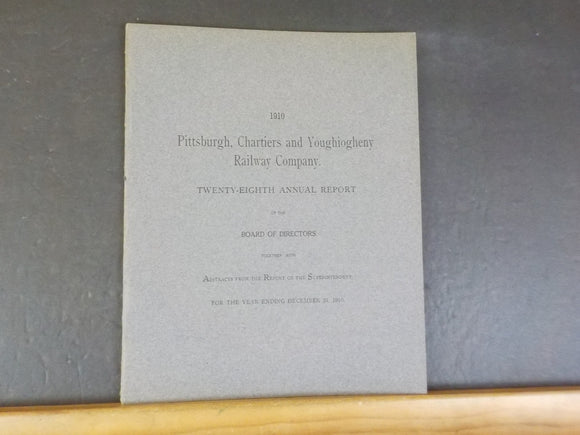 1910
Pittsburgh, Chartiers and Youghiogheny
Railway Company.
TWENTY-EIGHTH ANNUAL REPORT
OF THE
BOARD OF DIRECTORS
TOGETHER WITH
ABSTRACTS FROM THE REPORT OF THE SUPERINTENDENT,
FOR THE YEAR ENDING DECEMBER 31, 1910.